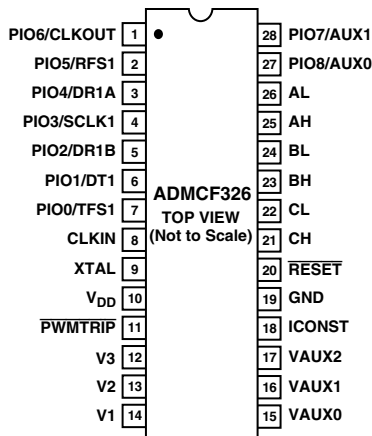 PIO6/CLKOUT 1 28 PIO7/AUX1
PIO5/RFS1 2 27 PIO8/AUX0
PIO4/DR1A 3 26 AL
PIO3/SCLK1 4 25 AH
PIO2/DR1B 5 24 BL
PIO1/DT1 6 23 BH
ADMCF326
PIO0/TFS1 7 TOP VIEW 22 CL
CLKIN 8 (Not to Scale) 21 CH
XTAL 9 20 RESET
VDD 10 19 GND
PWMTRIP 11 18 ICONST
V3 12 17 VAUX2
V2 13 16 VAUX1
V1 14 15 VAUX0